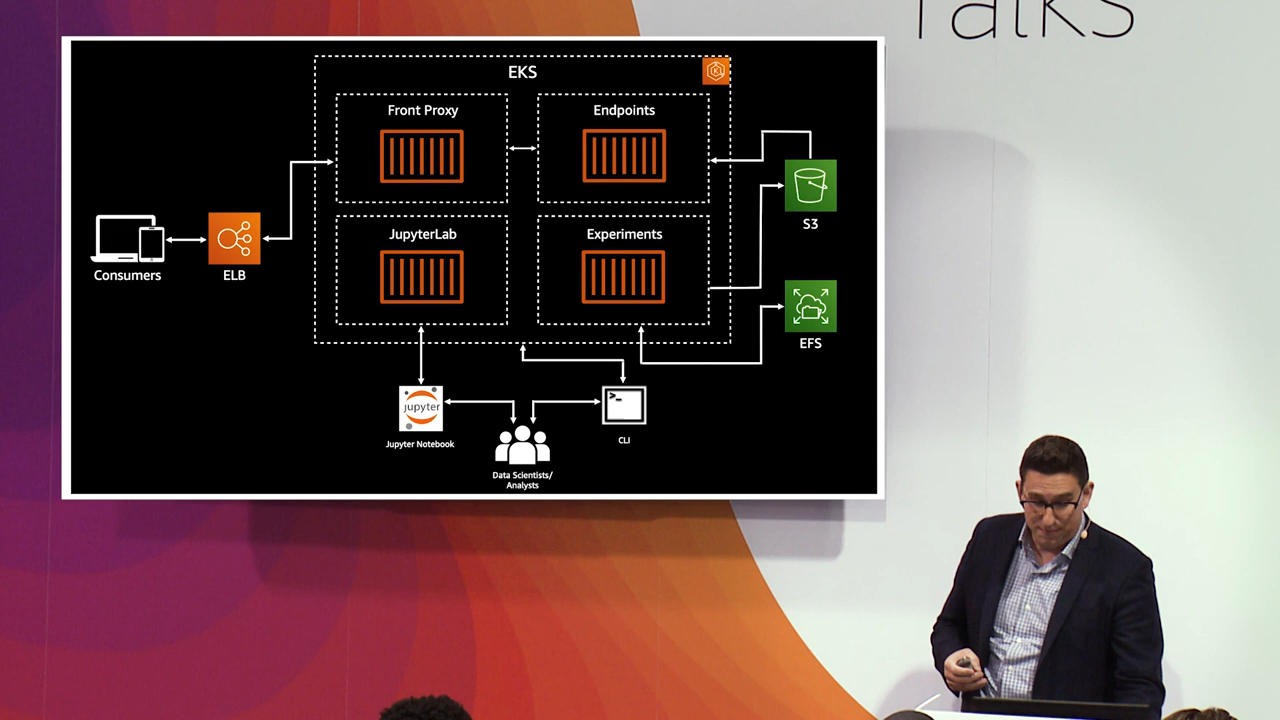 Talks
EKS
Front Proxy
Endpoints
JupyterLab
Experiments
Consumers
ELB
S3
EFS
jupyter
Jupyter Notebook
>_
CLI
Data Scientists/
Analysts